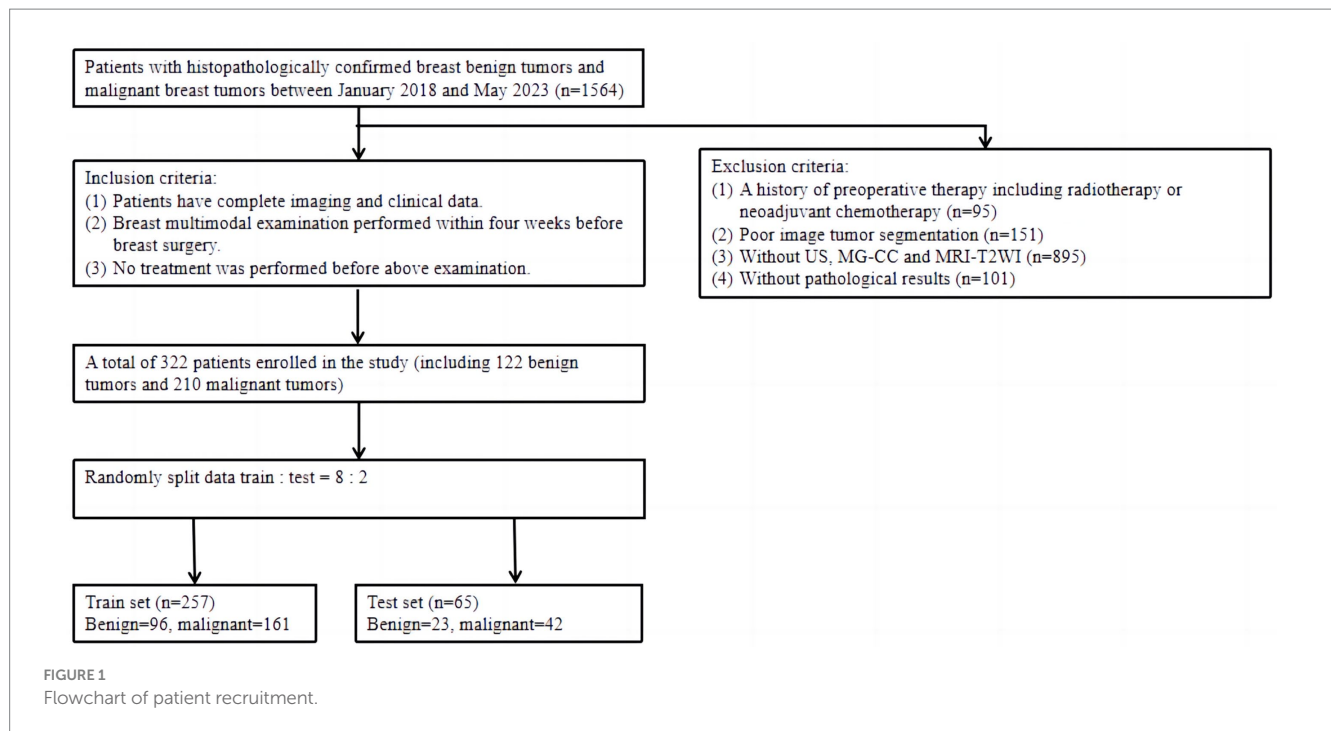 Patients with histopathologically confirmed breast benign tumors and
malignant breast tumors between January 2018 and May 2023 (n=1564)
Inclusion criteria:
(1) Patients have complete imaging and clinical data.
(2) Breast multimodal examination performed within four weeks before
breast surgery.
(3) No treatment was performed before above examination.
Exclusion criteria:
(1) A history of preoperative therapy including radiotherapy or
neoadjuvant chemotherapy (n=95)
(2) Poor image tumor segmentation (n=151)
(3) Without US, MG-CC and MRI-T2WI (n=895)
(4) Without pathological results (n=101)
A total of 322 patients enrolled in the study (including 122 benign
tumors and 210 malignant tumors)
Randomly split data train : test = 8 : 2
Train set (n=257)
Benign=96, malignant=161
Test set (n=65)
Benign=23, malignant=42
FIGURE 1
Flowchart of patient recruitment.